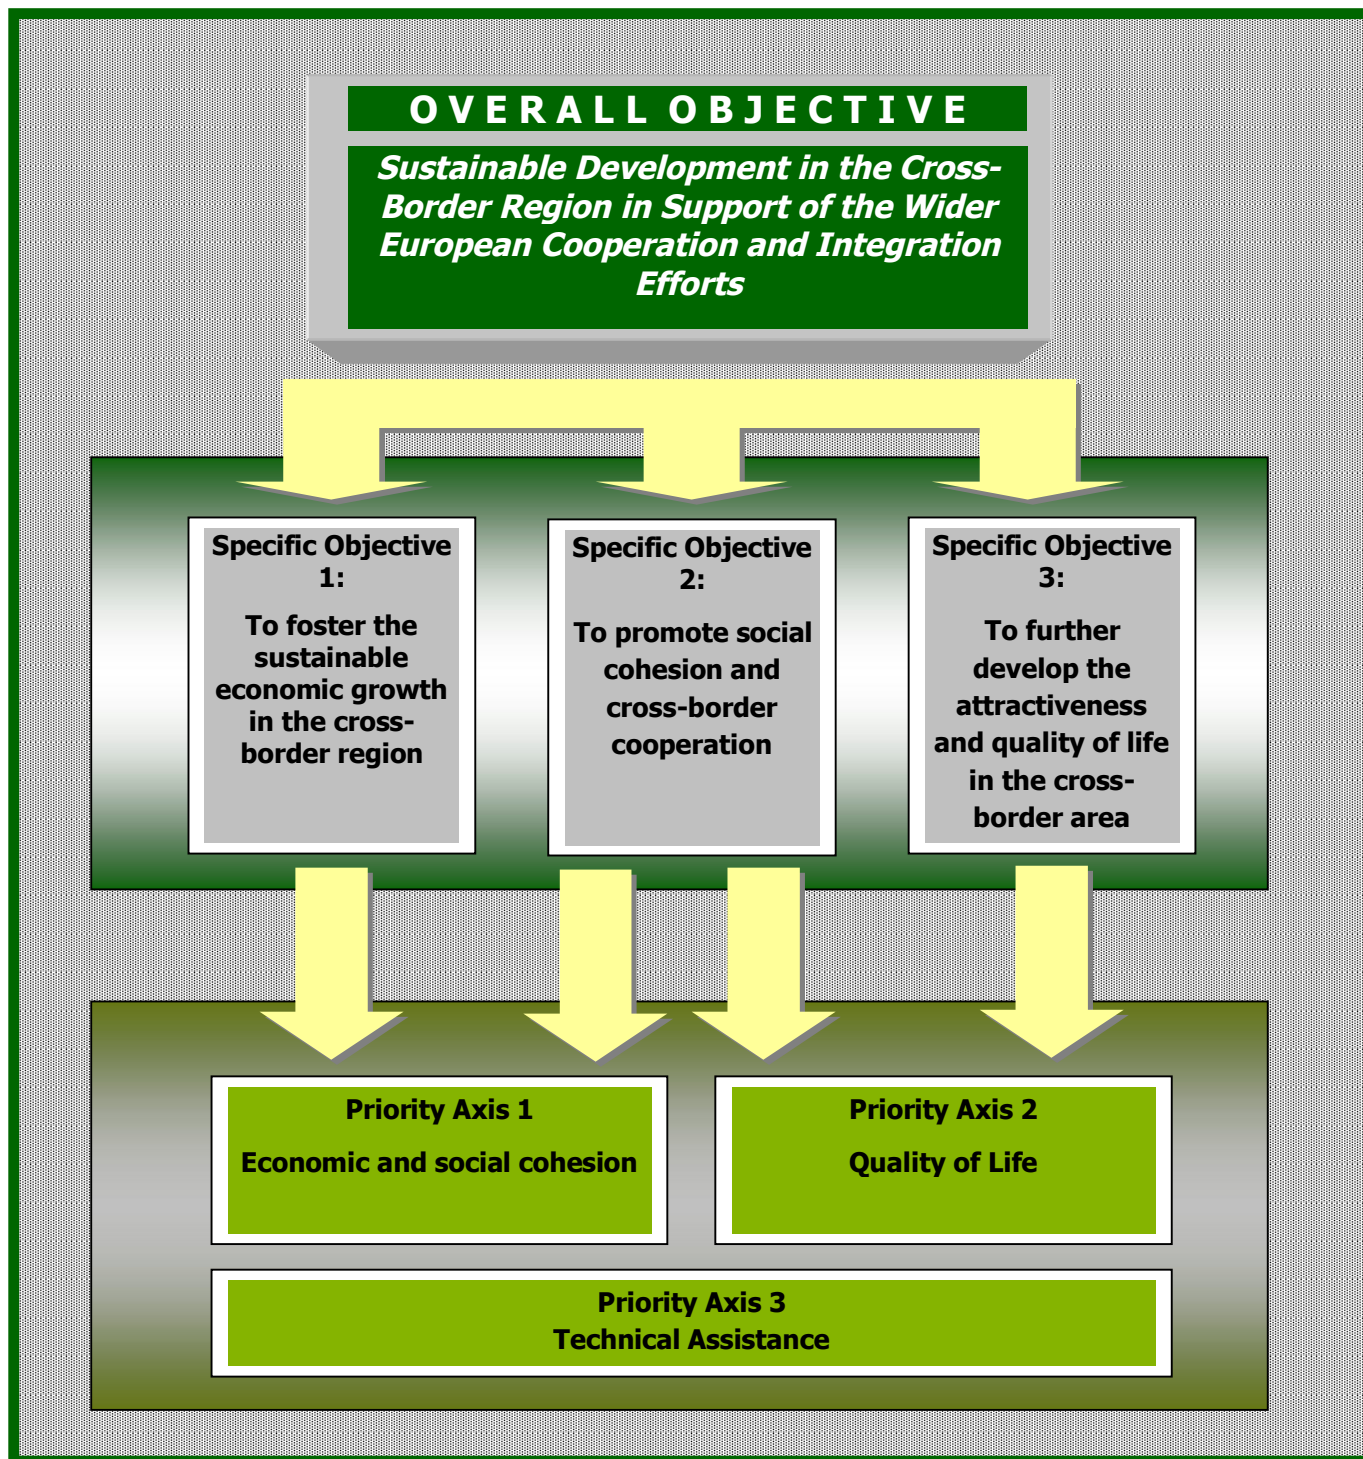 OVERALL OBJECTIVE
Sustainable Development in the Cross-
Border Region in Support of the Wider
European Cooperation and Integration
Efforts
Specific Objective
1:
To foster the
sustainable
economic growth
in the cross-
border region
Specific Objective
2:
To promote social
cohesion and
cross-border
cooperation
Specific Objective
3:
To further
develop the
attractiveness
and quality of life
in the cross-
border area
Priority Axis 1
Economic and social cohesion
Priority Axis 2
Quality of Life
Priority Axis 3
Technical Assistance